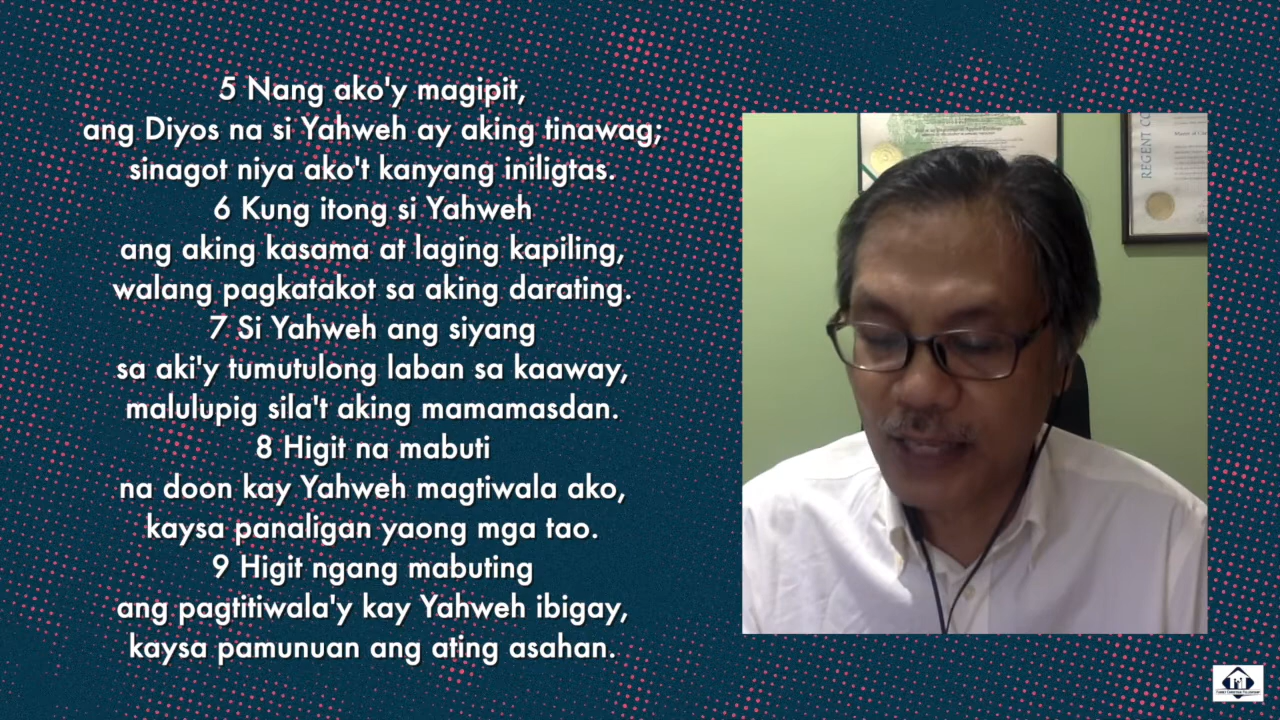 5 Nang ako'y magipit,
ang Diyos na si Yahweh ay aking tinawag;
sinagot niya ako't kanyang iniligtas.
6 Kung itong si Yahweh
ang aking kasama at laging kapiling,
walang pagkatakot sa aking darating.
7 Si Yahweh ang siyang
sa aki'y tumutulong laban sa kaaway,
malulupig sila't aking mamamasdan.
8 Higit na mabuti
na doon kay Yahweh magtiwala ako,
kaysa panaligan yaong mga tao.
9 Higit ngang mabuting
ang pagtitiwala'y kay Yahweh ibigay,
kaysa pamunuan ang ating asahan.
REGENT CO